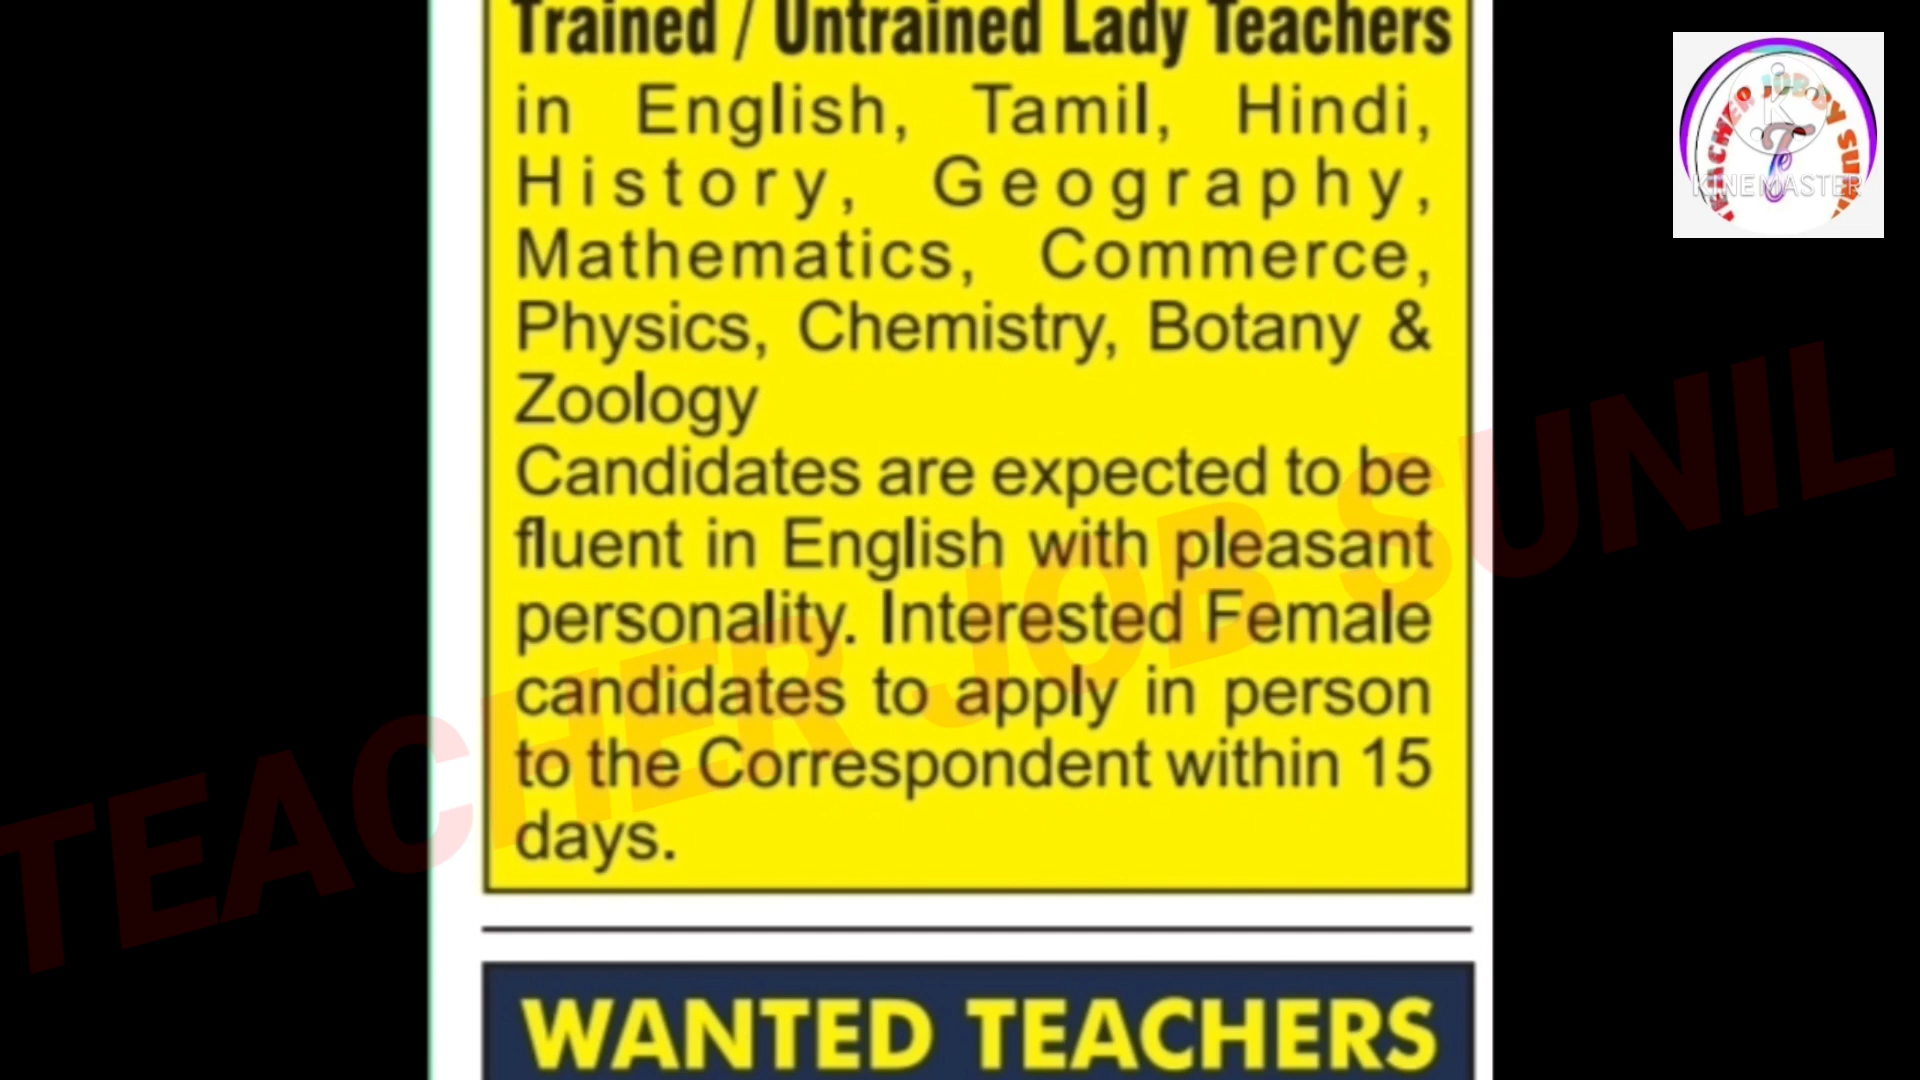 Trained / Untrained Lady Teachers
in English, Tamil, Hindi,
History, Geography,
Mathematics, Commerce,
Physics, Chemistry, Botany &
Zoology
Candidates are expected to be
fluent in English with pleasant
personality. Interested Female
candidates to apply in person
to the Correspondent within 15
days.
WANTED TEACHERS
TEACHER JOB SUNIL
KINEMASTER